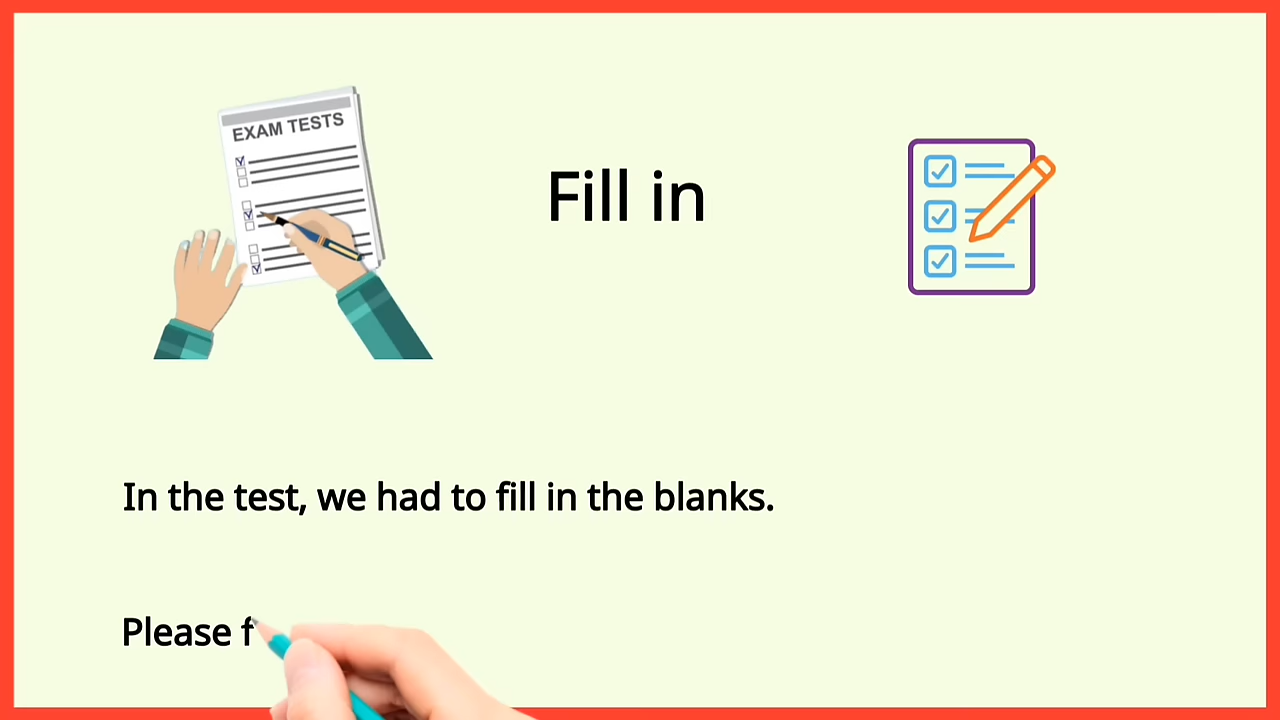 EXAM TESTS
Fill in
In the test, we had to fill in the blanks.
Please f